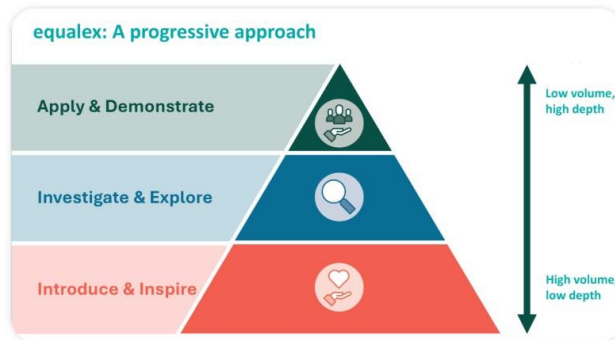 equalex: A progressive approach
Apply & Demonstrate
Low volume,
high depth
Investigate & Explore
Introduce & Inspire
High volume,
low depth